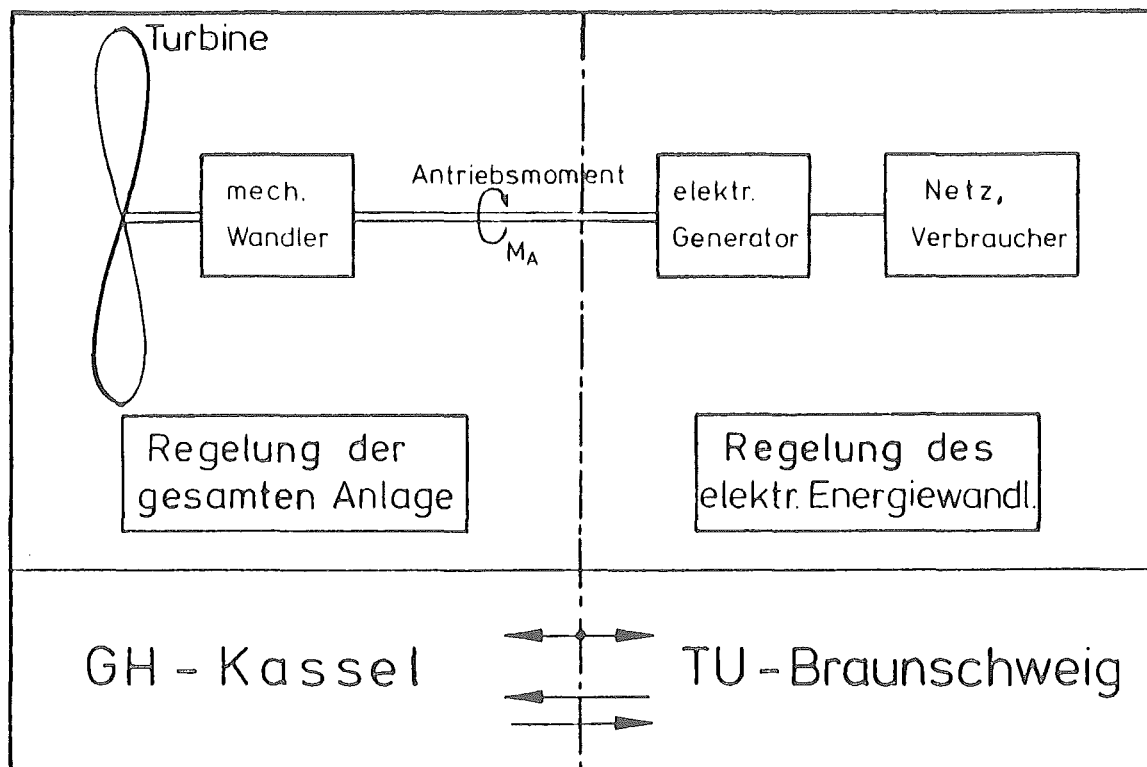 Turbine
mech.
Wandler
Antriebsmoment
M_A
elektr.
Generator
Netz,
Verbraucher
Regelung der
gesamten Anlage
Regelung des
elektr. Energiewandl.
GH - Kassel
TU - Braunschweig